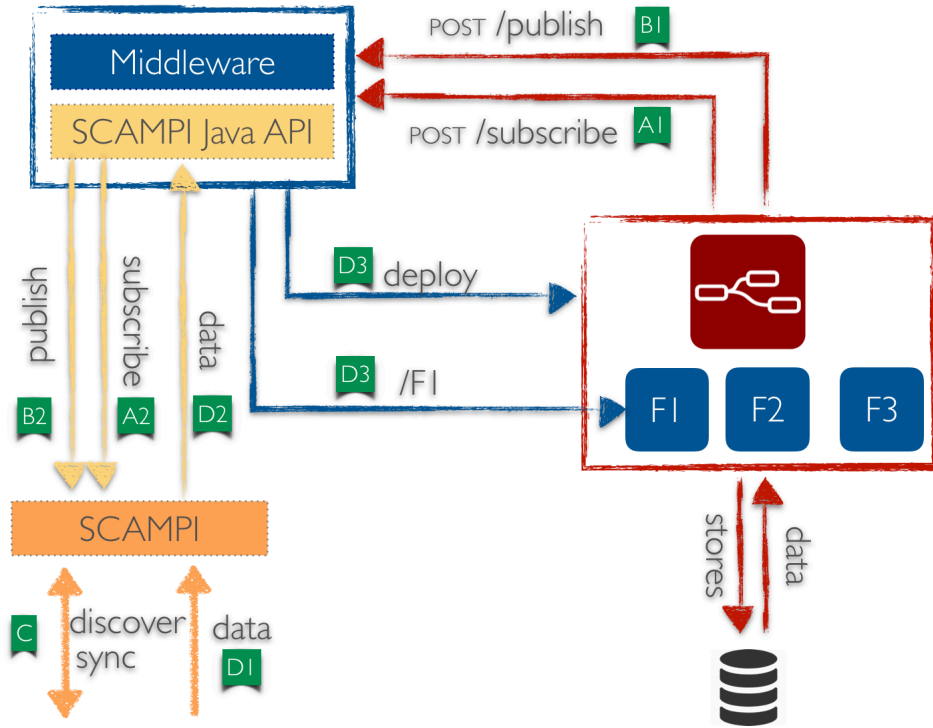 POST /publish B1
Middleware
SCAMPI Java API
POST /subscribe A1
D3 deploy
publish
subscribe
data
D3 /F1
B2 A2 D2
F1 F2 F3
SCAMPI
stores
data
C discover
sync
data
D1